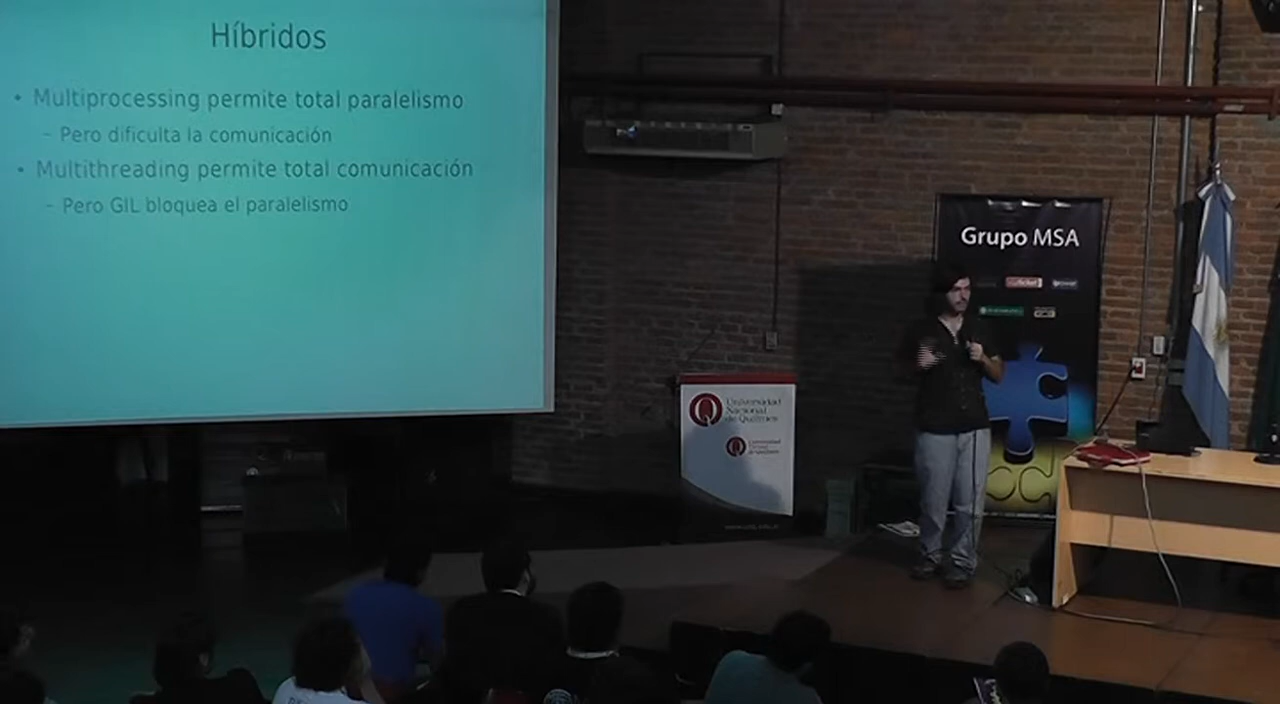 Híbridos
• Multiprocessing permite total paralelismo
– Pero dificulta la comunicación
• Multithreading permite total comunicación
– Pero GIL bloquea el paralelismo
Grupo MSA
Universidad
Nacional
de Quilmes